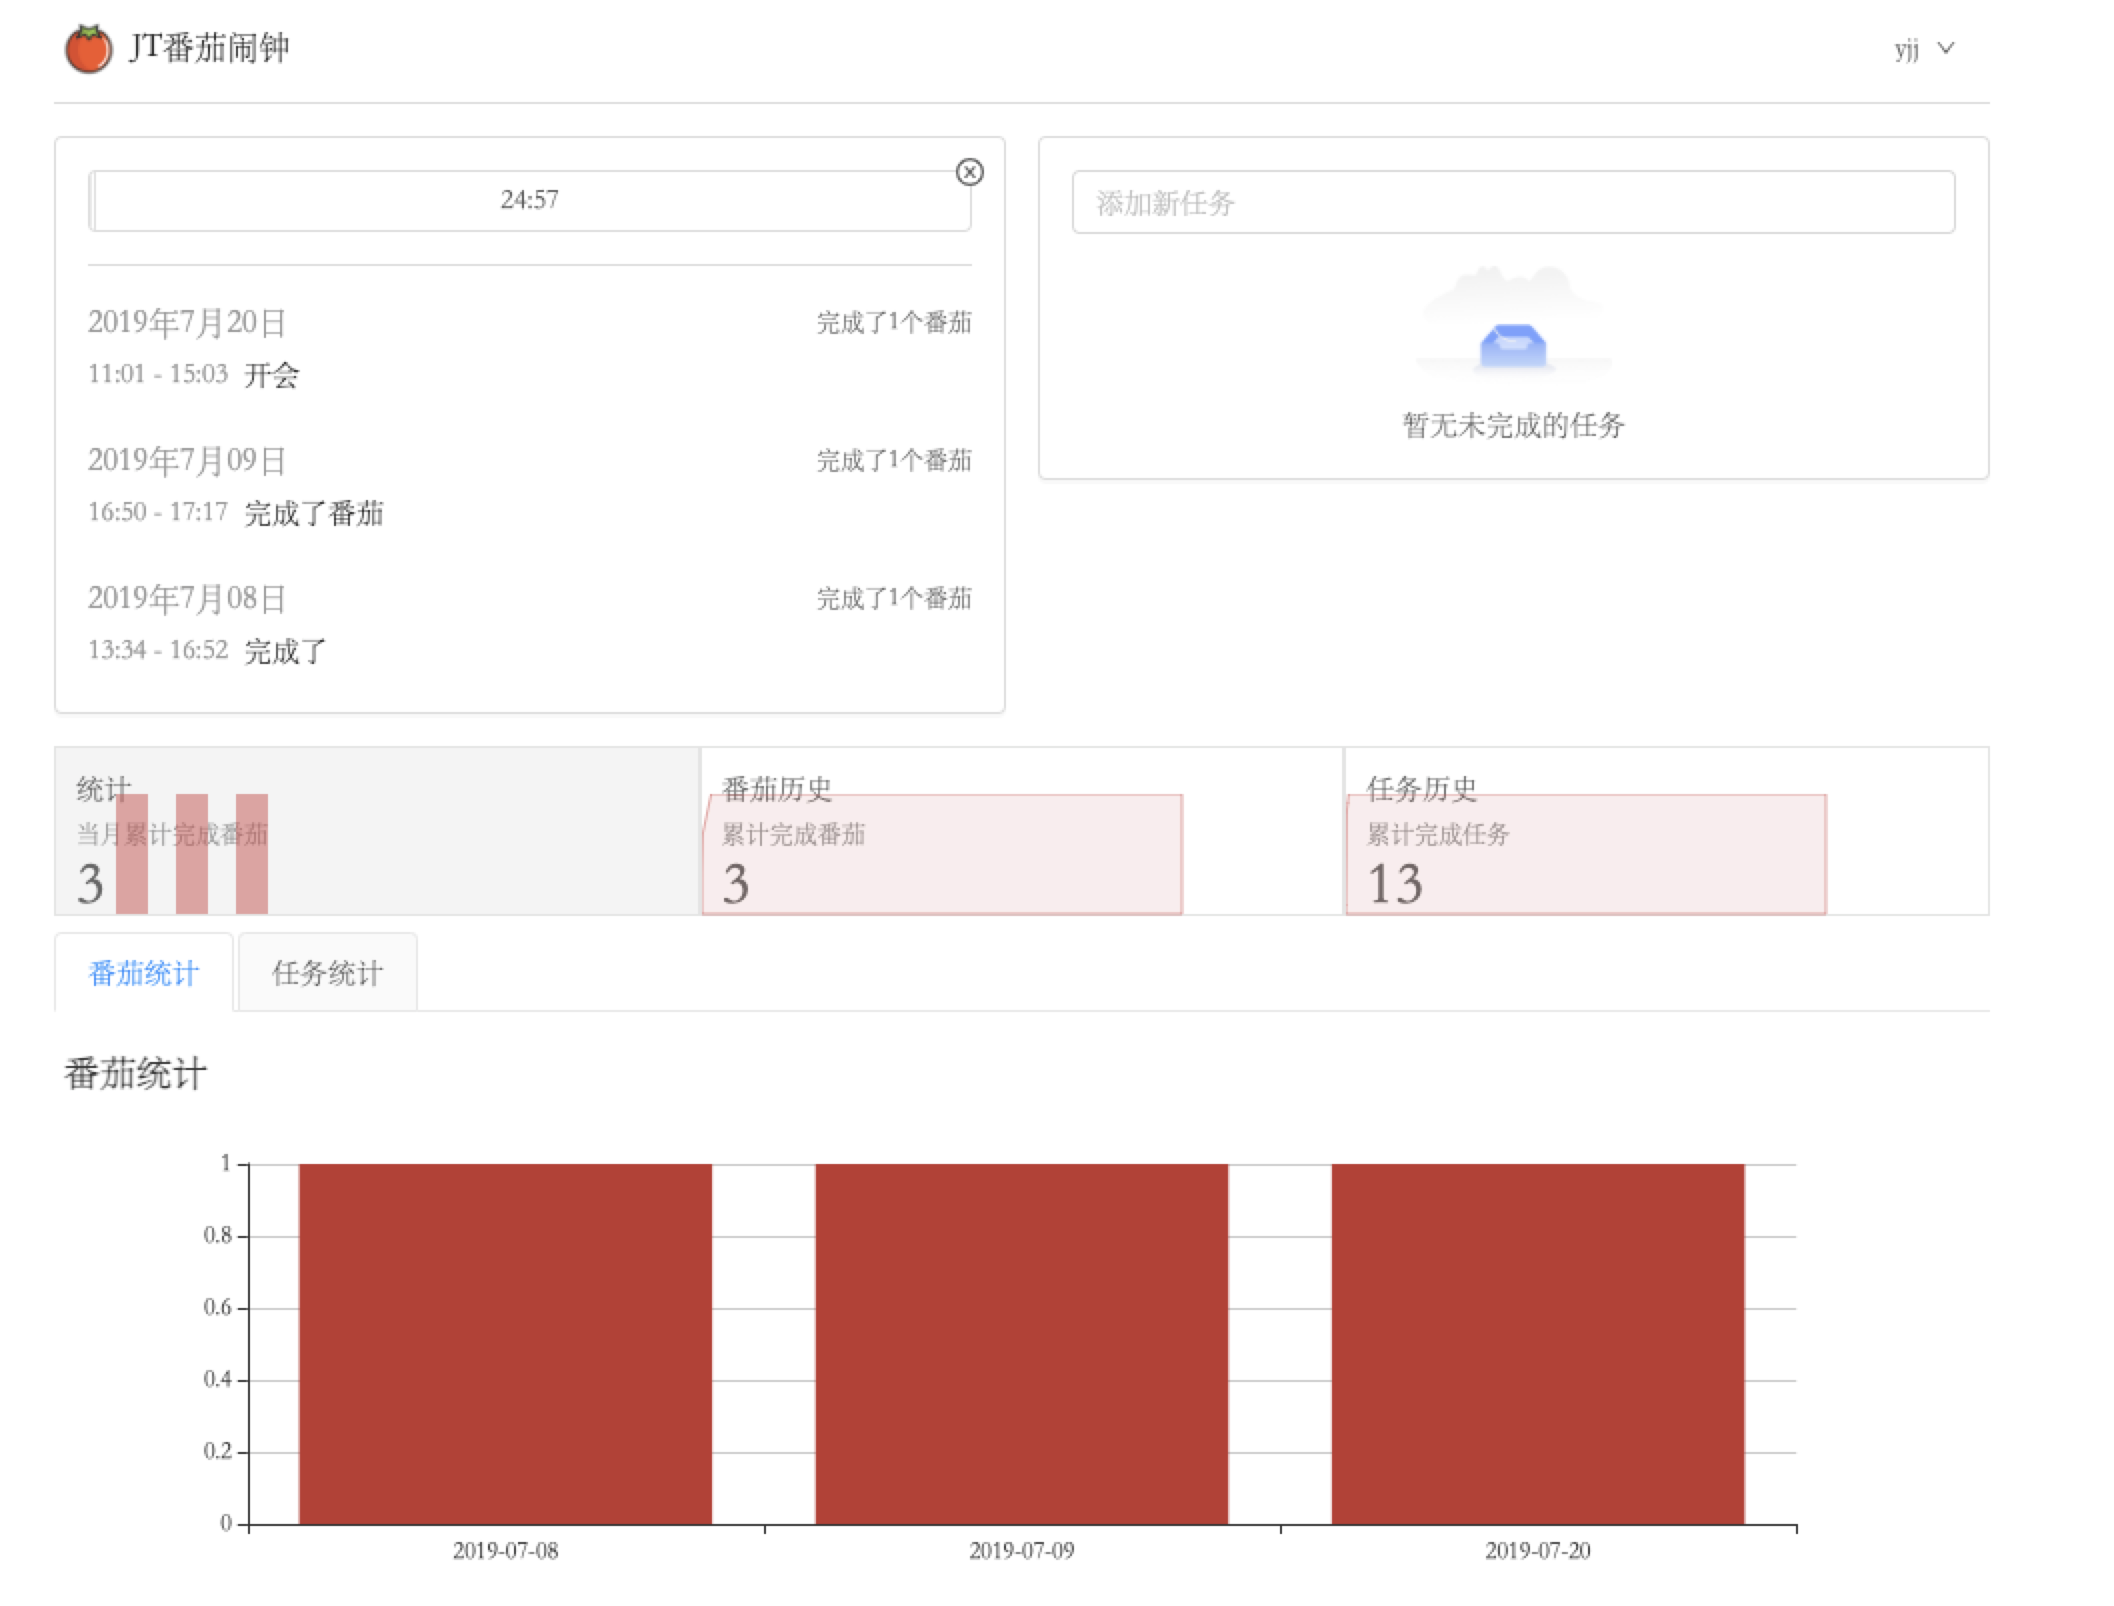 JT番茄闹钟
yjj
24:57
2019年7月20日 完成了1个番茄
11:01 - 15:03 开会
2019年7月09日 完成了1个番茄
16:50 - 17:17 完成了番茄
2019年7月08日 完成了1个番茄
13:34 - 16:52 完成了
添加新任务
暂无未完成的任务
统计
当月累计完成番茄
3
番茄历史
累计完成番茄
3
任务历史
累计完成任务
13
番茄统计 任务统计
番茄统计
1
0.8
0.6
0.4
0.2
0
2019-07-08 2019-07-09 2019-07-20